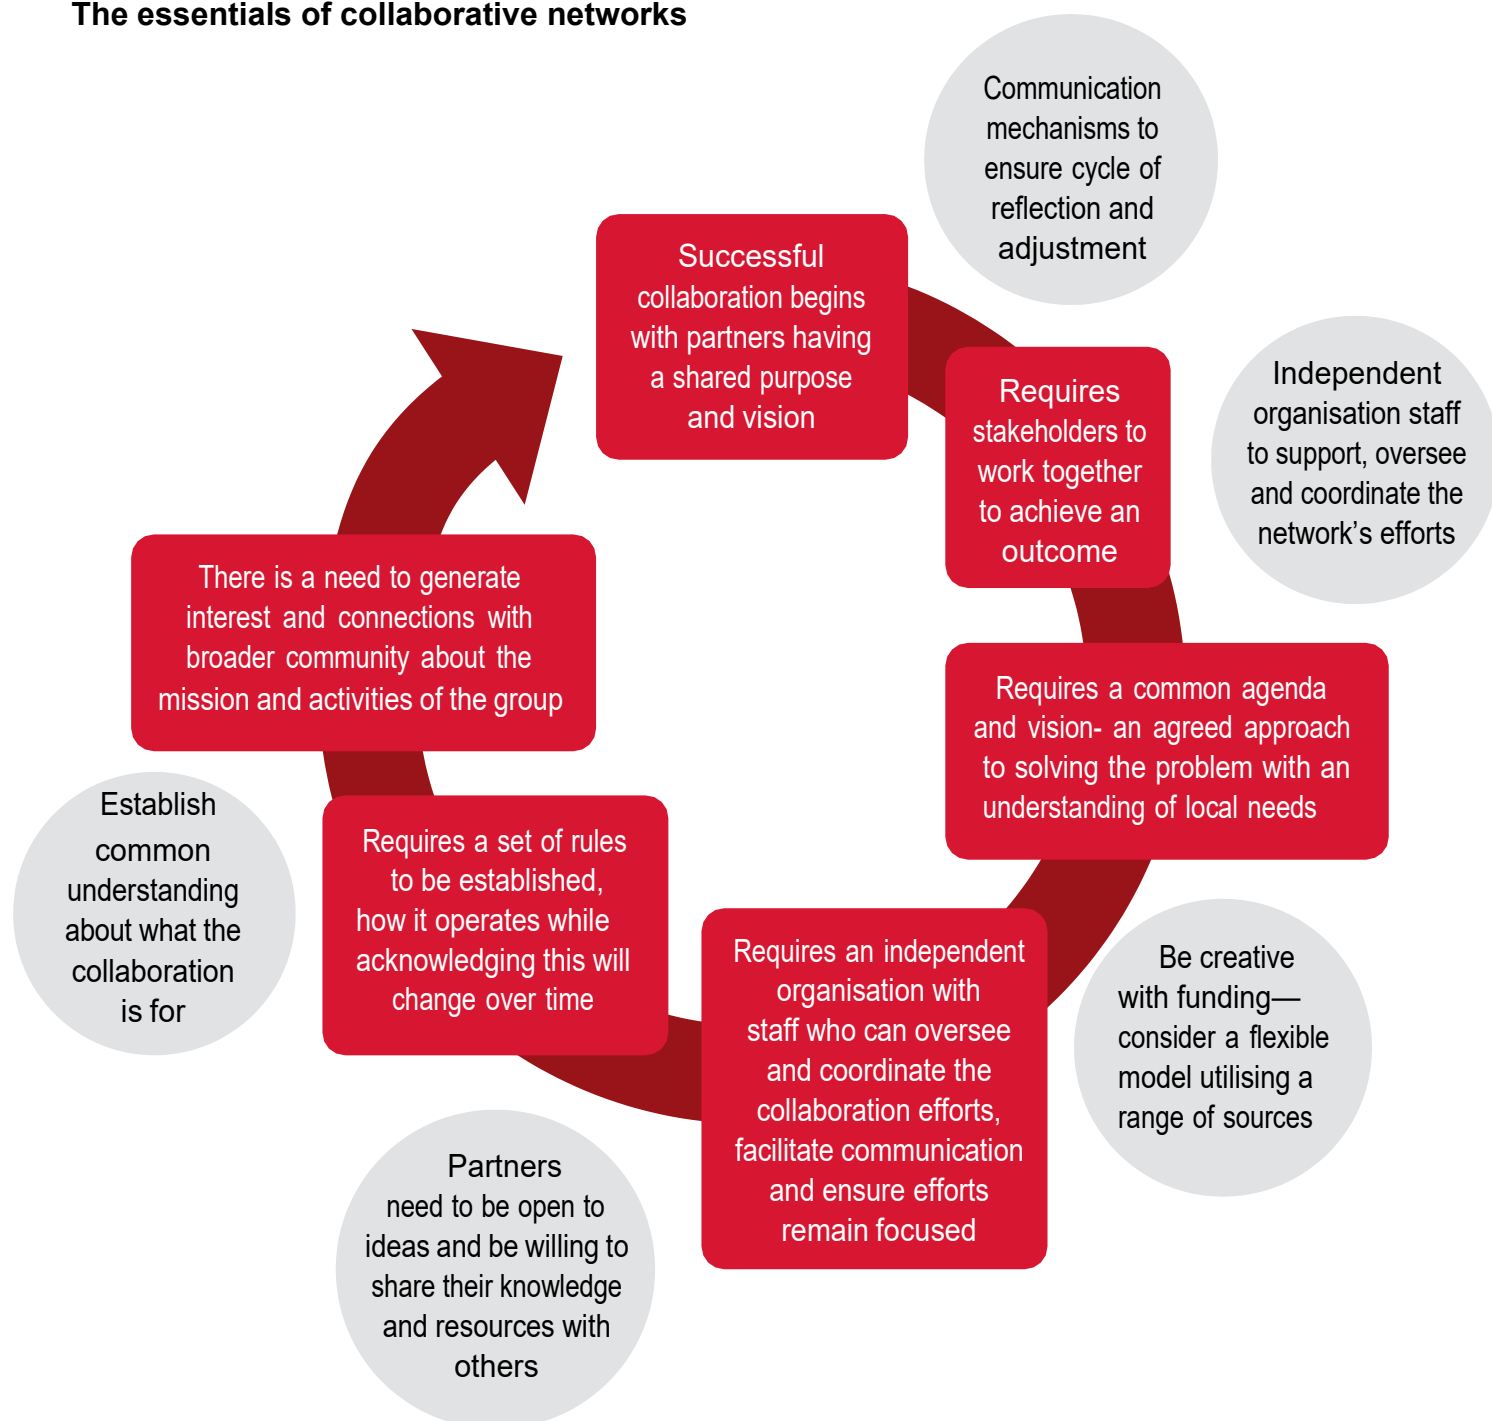 The essentials of collaborative networks
Communication
mechanisms to
ensure cycle of
reflection and
adjustment
Successful
collaboration begins
with partners having
a shared purpose
and vision
Requires
stakeholders to
work together
to achieve an
outcome
Independent
organisation staff
to support, oversee
and coordinate the
network’s efforts
There is a need to generate
interest and connections with
broader community about the
mission and activities of the group
Requires a common agenda
and vision- an agreed approach
to solving the problem with an
understanding of local needs
Establish
common
understanding
about what the
collaboration
is for
Requires a set of rules
to be established,
how it operates while
acknowledging this will
change over time
Requires an independent
organisation with
staff who can oversee
and coordinate the
collaboration efforts,
facilitate communication
and ensure efforts
remain focused
Be creative
with funding—
consider a flexible
model utilising a
range of sources
Partners
need to be open to
ideas and be willing to
share their knowledge
and resources with
others